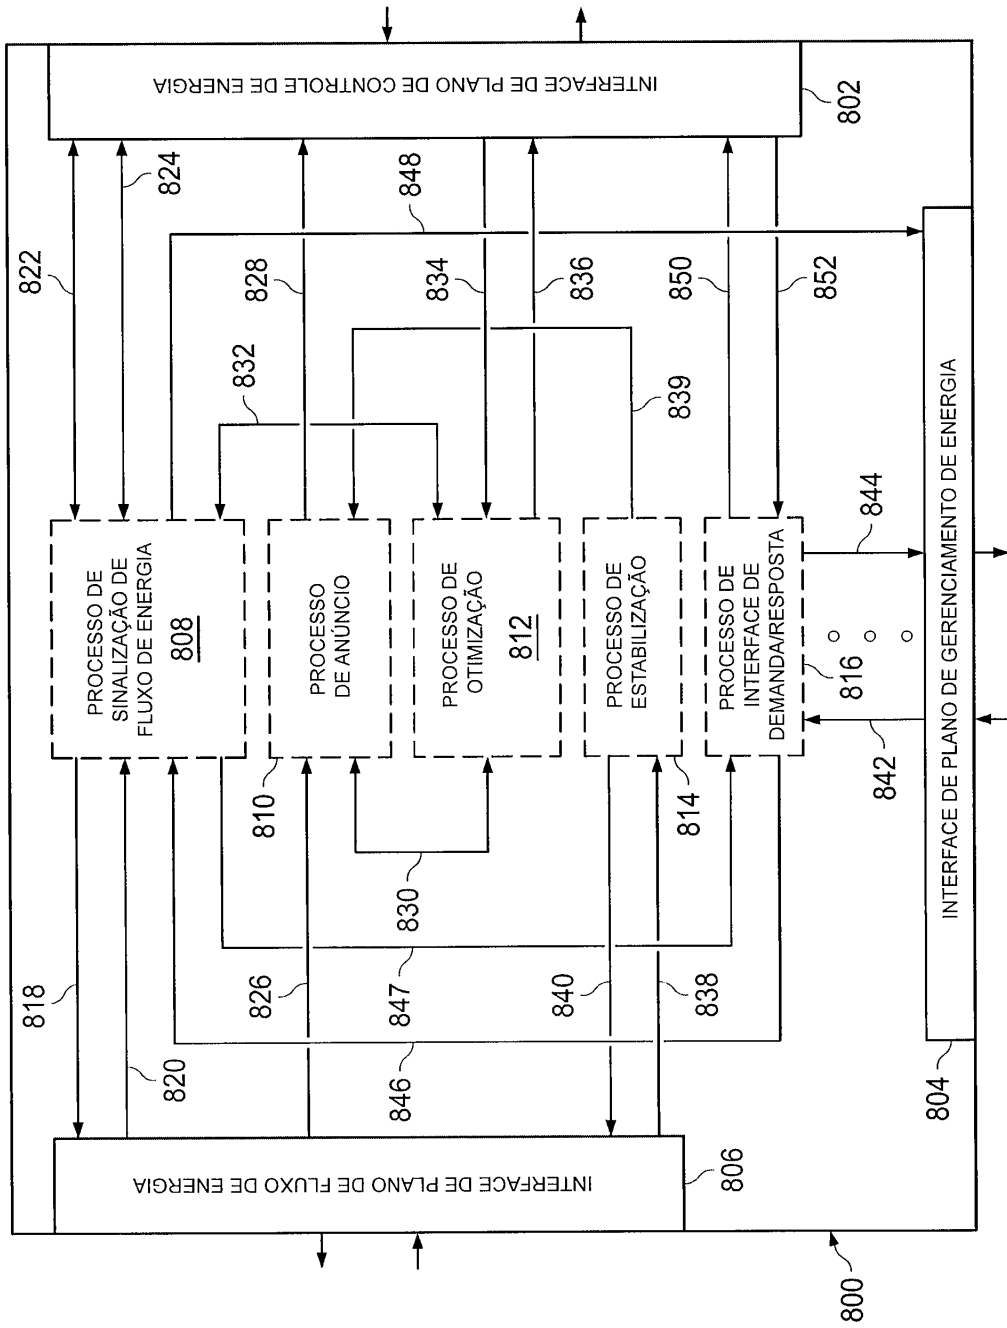 INTERFACE DE PLANO DE CONTROLE DE ENERGIA
802
822
824
828
848
834
836
850
852
832
839
PROCESSO DE
SINALIZAÇÃO DE
FLUXO DE ENERGIA
808
PROCESSO
DE ANÚNCIO
810
PROCESSO DE
OTIMIZAÇÃO
812
PROCESSO DE
ESTABILIZAÇÃO
814
PROCESSO DE
INTERFACE DE
DEMANDA/RESPOSTA
816
844
842
INTERFACE DE PLANO DE GERENCIAMENTO DE ENERGIA
804
830
818
820
826
847
846
840
838
INTERFACE DE PLANO DE FLUXO DE ENERGIA
806
800